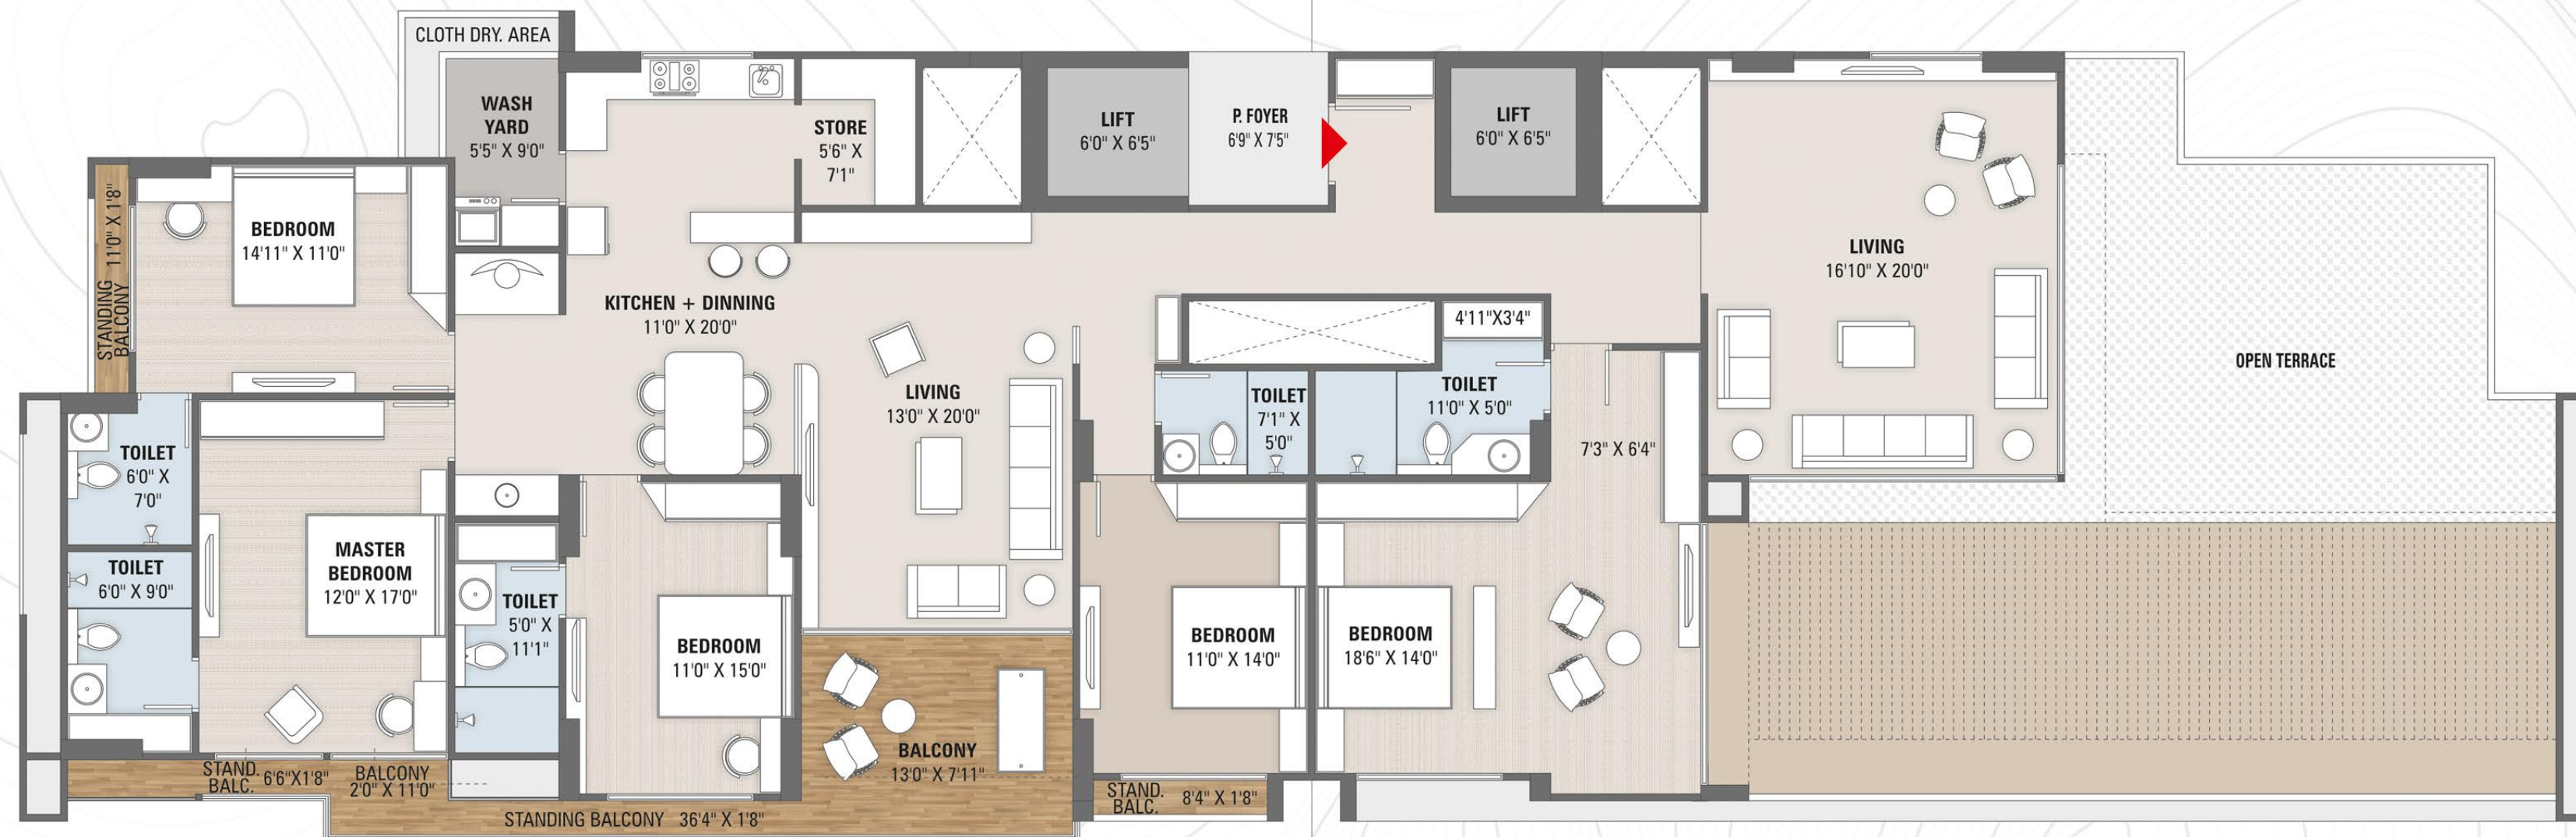 CLOTH DRY. AREA
WASH
YARD
5'5" X 9'0"
STORE
5'6" X
7'1"
LIFT
6'0" X 6'5"
P. FOYER
6'9" X 7'5"
LIFT
6'0" X 6'5"
LIVING
16'10" X 20'0"
OPEN TERRACE
STANDING
BALCONY
11'0" X 1'8"
BEDROOM
14'11" X 11'0"
KITCHEN + DINNING
11'0" X 20'0"
LIVING
13'0" X 20'0"
4'11"X3'4"
TOILET
7'1" X
5'0"
TOILET
11'0" X 5'0"
7'3" X 6'4"
TOILET
6'0" X
7'0"
TOILET
6'0" X 9'0"
MASTER
BEDROOM
12'0" X 17'0"
TOILET
5'0" X
11'1"
BEDROOM
11'0" X 15'0"
BEDROOM
11'0" X 14'0"
BEDROOM
18'6" X 14'0"
BALCONY
13'0" X 7'11"
STAND.
BALC.
6'6"X1'8"
BALCONY
2'0" X 11'0"
STANDING BALCONY 36'4" X 1'8"
STAND.
BALC.
8'4" X 1'8"